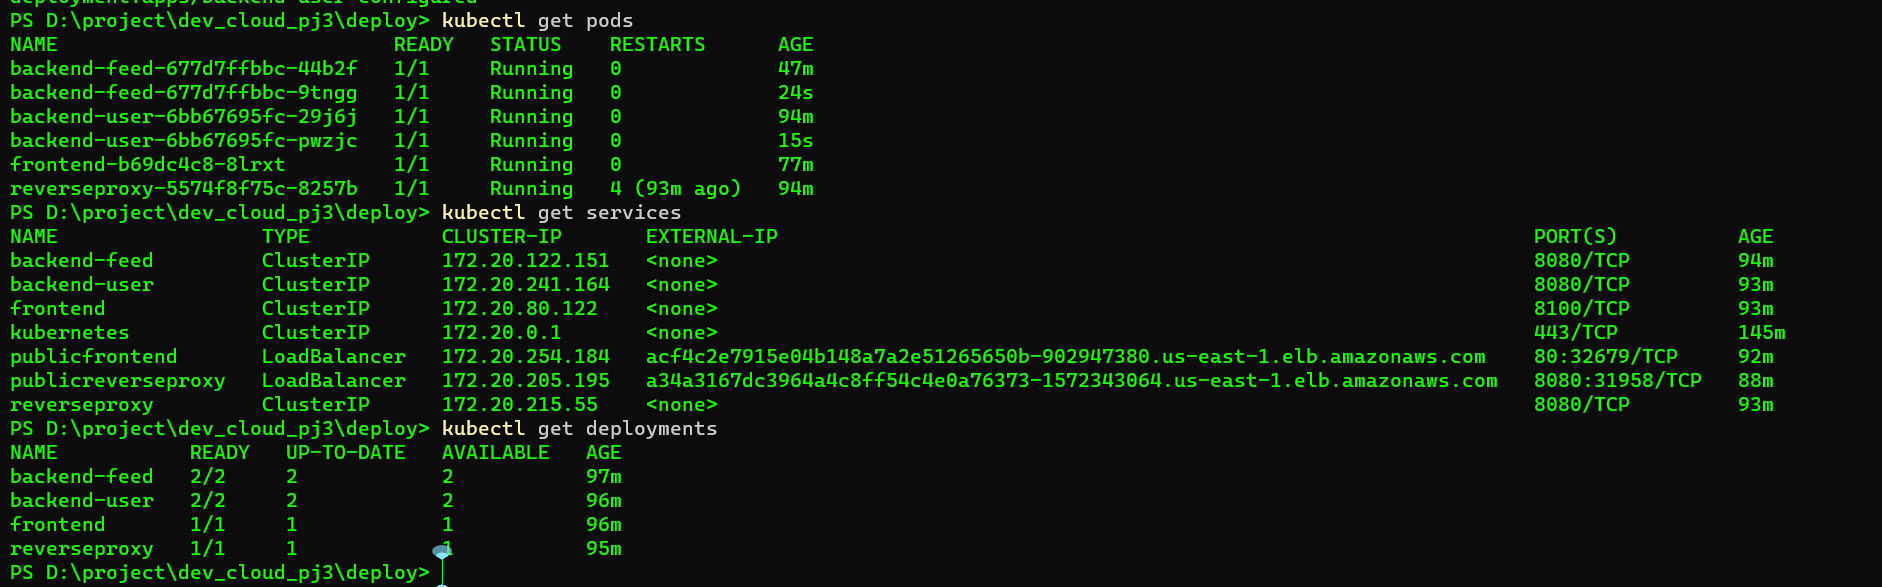 deployment.apps/backend-user configured
PS D:\project\dev_cloud_pj3\deploy> kubectl get pods
NAME                            READY   STATUS    RESTARTS      AGE
backend-feed-677d7ffbbc-44b2f   1/1     Running   0             47m
backend-feed-677d7ffbbc-9tngg   1/1     Running   0             24s
backend-user-6bb67695fc-29j6j   1/1     Running   0             94m
backend-user-6bb67695fc-pwzjc   1/1     Running   0             15s
frontend-b69dc4c8-8lrxt         1/1     Running   0             77m
reverseproxy-5574f8f75c-8257b   1/1     Running   4 (93m ago)   94m
PS D:\project\dev_cloud_pj3\deploy> kubectl get services
NAME                 TYPE           CLUSTER-IP       EXTERNAL-IP                                                               PORT(S)          AGE
backend-feed         ClusterIP      172.20.122.151   <none>                                                                    8080/TCP         94m
backend-user         ClusterIP      172.20.241.164   <none>                                                                    8080/TCP         93m
frontend             ClusterIP      172.20.80.122    <none>                                                                    8100/TCP         93m
kubernetes           ClusterIP      172.20.0.1       <none>                                                                    443/TCP          145m
publicfrontend       LoadBalancer   172.20.254.184   acf4c2e7915e04b148a7a2e51265650b-902947380.us-east-1.elb.amazonaws.com    80:32679/TCP     92m
publicreverseproxy   LoadBalancer   172.20.205.195   a34a3167dc3964a4c8ff54c4e0a76373-1572343064.us-east-1.elb.amazonaws.com   8080:31958/TCP   88m
reverseproxy         ClusterIP      172.20.215.55    <none>                                                                    8080/TCP         93m
PS D:\project\dev_cloud_pj3\deploy> kubectl get deployments
NAME           READY   UP-TO-DATE   AVAILABLE   AGE
backend-feed   2/2     2            2           97m
backend-user   2/2     2            2           96m
frontend       1/1     1            1           96m
reverseproxy   1/1     1            1           95m
PS D:\project\dev_cloud_pj3\deploy>